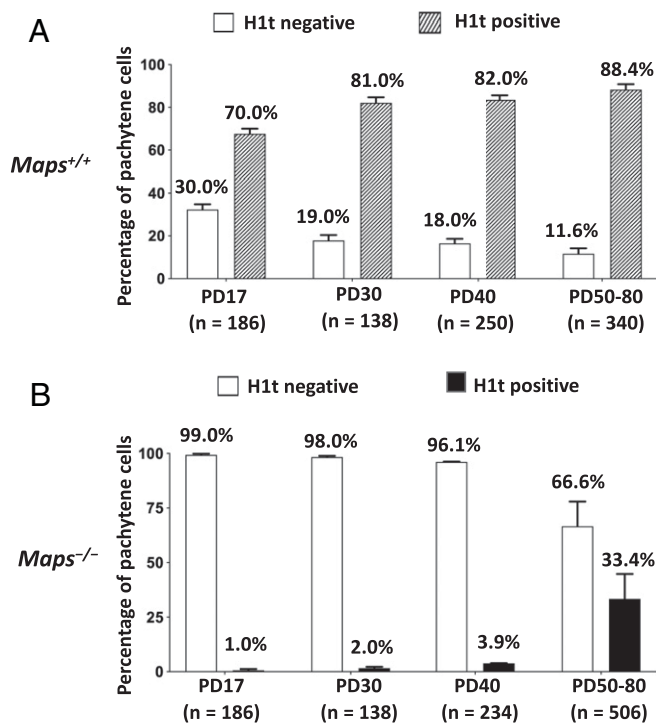 A
H1t negative
H1t positive
Percentage of pachytene cells
100
80
60
40
20
0
Maps+/+
30.0%
70.0%
19.0%
81.0%
18.0%
82.0%
11.6%
88.4%
PD17
PD30
PD40
PD50-80
(n = 186)
(n = 138)
(n = 250)
(n = 340)
B
H1t negative
H1t positive
Percentage of pachytene cells
100
75
50
25
0
Maps−/−
99.0%
1.0%
98.0%
2.0%
96.1%
3.9%
66.6%
33.4%
PD17
PD30
PD40
PD50-80
(n = 186)
(n = 138)
(n = 234)
(n = 506)